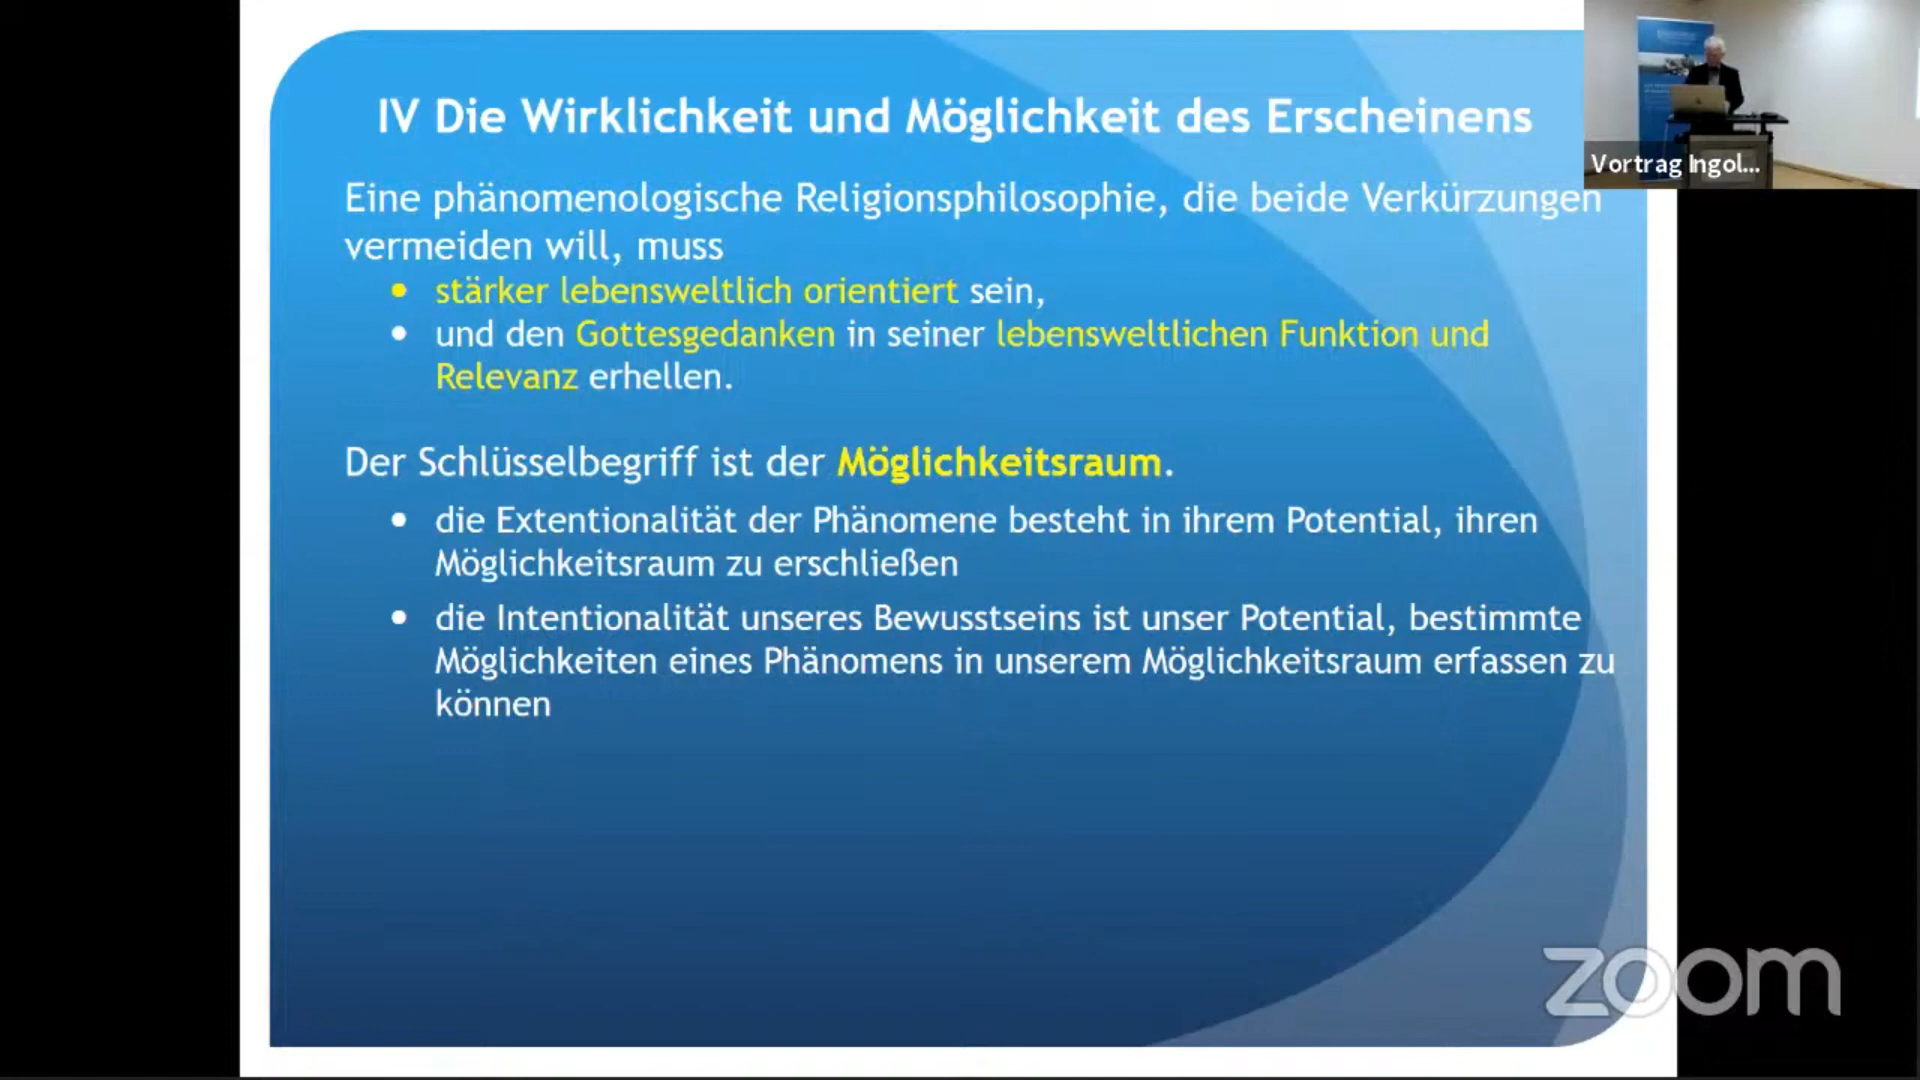 IV Die Wirklichkeit und Möglichkeit des Erscheinens
Eine phänomenologische Religionsphilosophie, die beide Verkürzungen
vermeiden will, muss
• stärker lebensweltlich orientiert sein,
• und den Gottesgedanken in seiner lebensweltlichen Funktion und
Relevanz erhellen.
Der Schlüsselbegriff ist der Möglichkeitsraum.
• die Extentionalität der Phänomene besteht in ihrem Potential, ihren
Möglichkeitsraum zu erschließen
• die Intentionalität unseres Bewusstseins ist unser Potential, bestimmte
Möglichkeiten eines Phänomens in unserem Möglichkeitsraum erfassen zu
können
Vortrag Ingol...
zoom